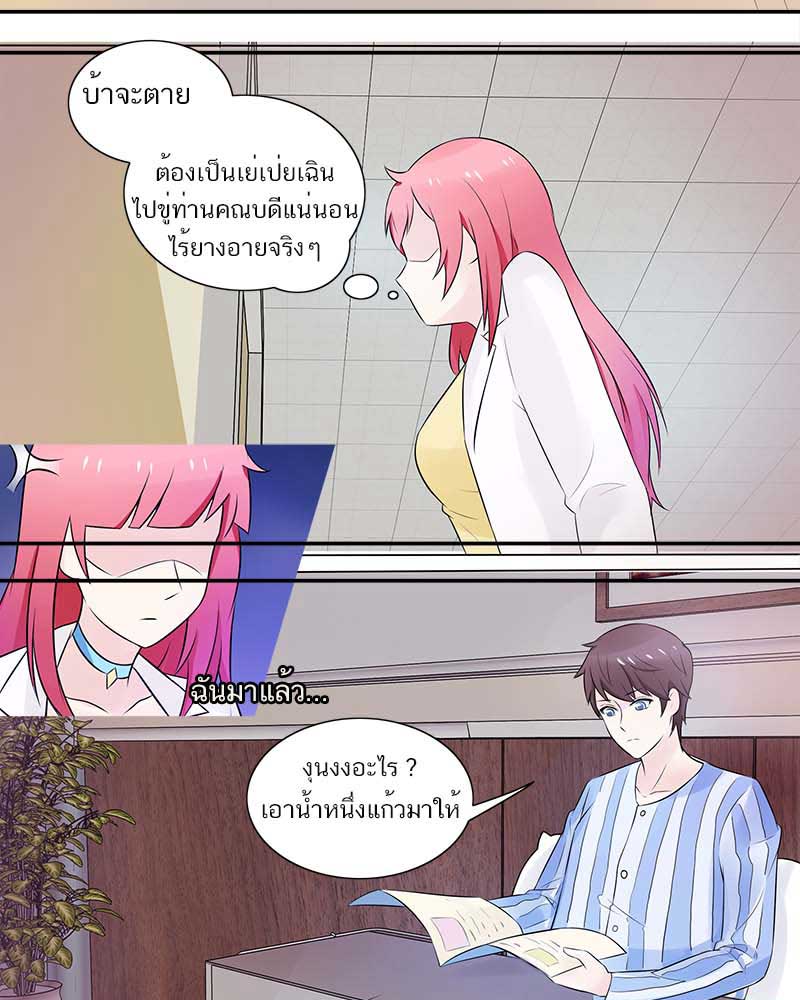 บ้าจะตาย
ต้องเป็นเย่เป่ยเฉิน
ไปขู่ท่านคณบดีแน่นอน
ไร้ยางอายจริงๆ
ฉันมาแล้ว...
งุนงงอะไร ?
เอาน้ำหนึ่งแก้วมาให้